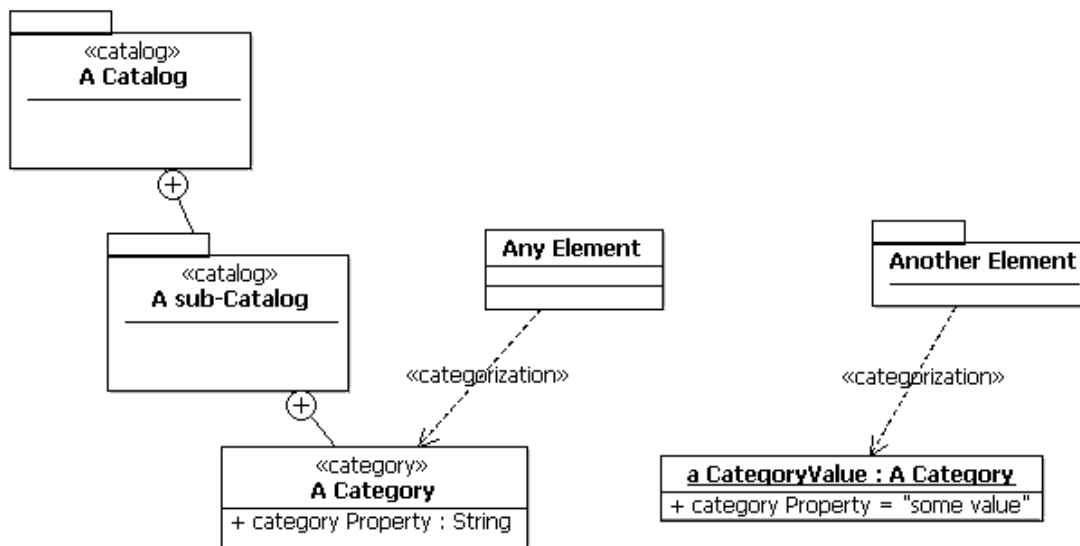 «catalog»
A Catalog
«catalog»
A sub-Catalog
Any Element
Another Element
«categorization»
«categorization»
«category»
A Category
+ category Property : String
a CategoryValue : A Category
+ category Property = "some value"